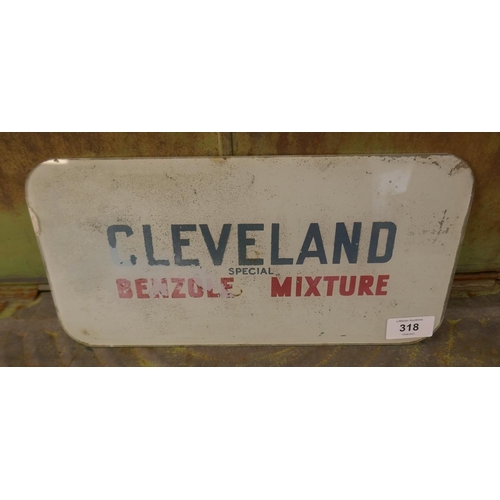 CLEVELAND
SPECIAL
BENZOLE MIXTURE
318